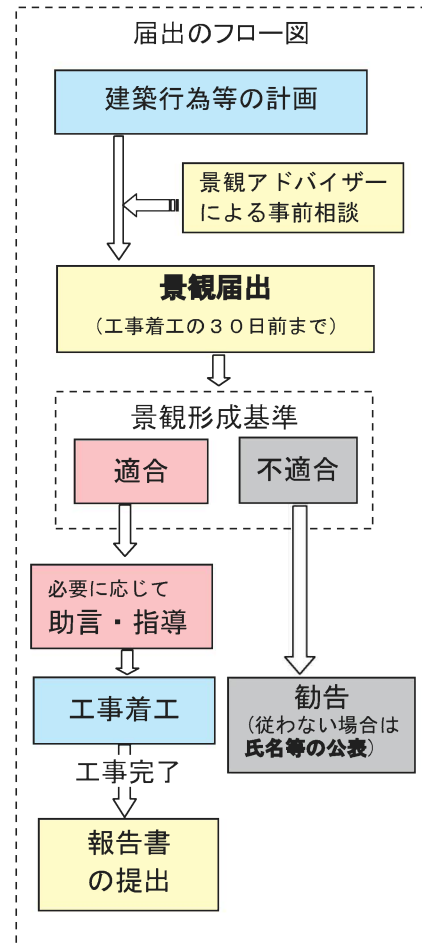 届出のフロー図
建築行為等の計画
景観アドバイザー
による事前相談
景観届出
（工事着工の３０日前まで）
景観形成基準
適合
不適合
必要に応じて
助言・指導
工事着工
勧告
(従わない場合は
氏名等の公表)
工事完了
報告書
の提出